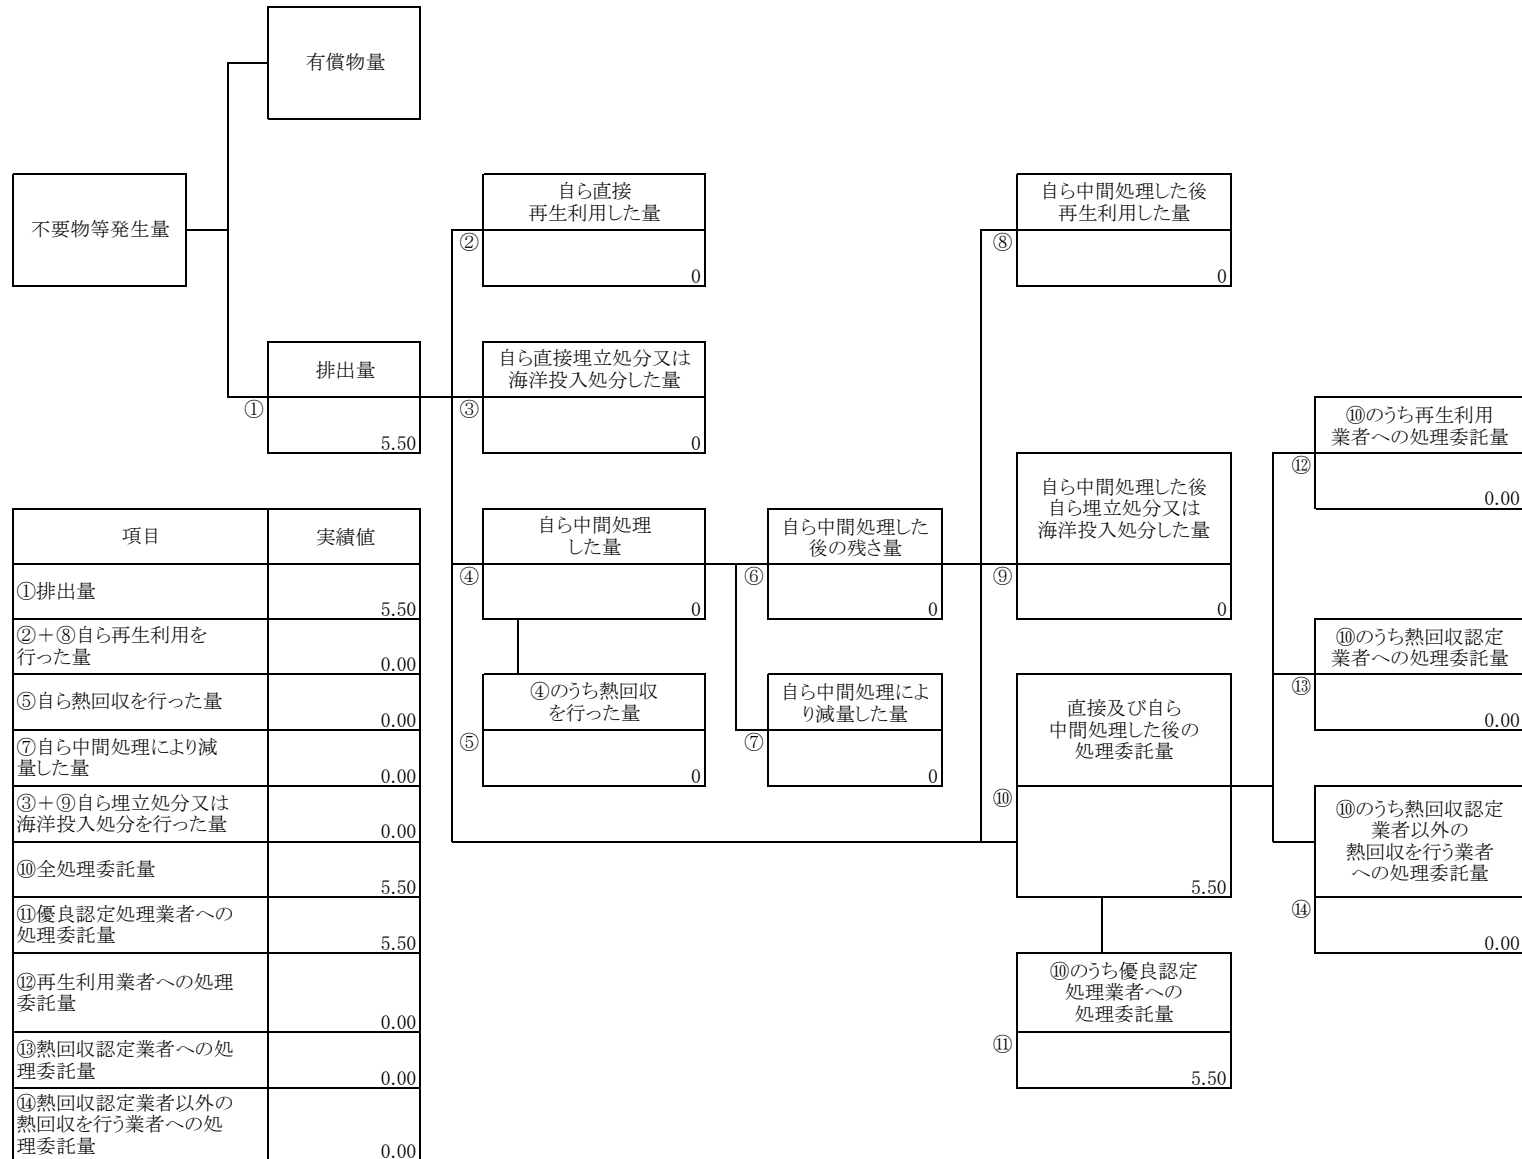 有償物量
不要物等発生量
自ら直接
再生利用した量
②
0
自ら中間処理した後
再生利用した量
⑧
0
排出量
①
5.50
自ら直接埋立処分又は
海洋投入処分した量
③
0
⑩のうち再生利用
業者への処理委託量
⑫
0.00
自ら中間処理した後
自ら埋立処分又は
海洋投入処分した量
⑨
0
自ら中間処理
した量
④
0
自ら中間処理した
後の残さ量
⑥
0
⑩のうち熱回収認定
業者への処理委託量
⑬
0.00
④のうち熱回収
を行った量
⑤
0
自ら中間処理によ
り減量した量
⑦
0
直接及び自ら
中間処理した後の
処理委託量
⑩
5.50
⑩のうち熱回収認定
業者以外の
熱回収を行う業者
への処理委託量
⑭
0.00
⑩のうち優良認定
処理業者への
処理委託量
⑪
5.50
項目 実績値
①排出量
5.50
②＋⑧自ら再生利用を
行った量
0.00
⑤自ら熱回収を行った量
0.00
⑦自ら中間処理により減
量した量
0.00
③＋⑨自ら埋立処分又は
海洋投入処分を行った量
0.00
⑩全処理委託量
5.50
⑪優良認定処理業者への
処理委託量
5.50
⑫再生利用業者への処理
委託量
0.00
⑬熱回収認定業者への処
理委託量
0.00
⑭熱回収認定業者以外の
熱回収を行う業者への処
理委託量
0.00